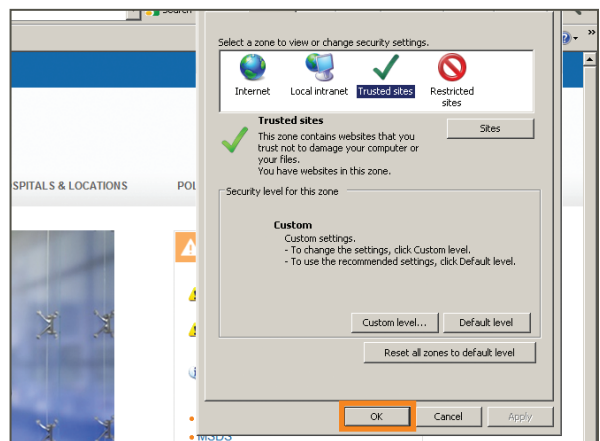 Search
Select a zone to view or change security settings.
Internet
Local intranet
Trusted sites
Restricted
sites
Trusted sites
This zone contains websites that you
trust not to damage your computer or
your files.
You have websites in this zone.
Sites
SPITALS & LOCATIONS
POL
Security level for this zone
Custom
Custom settings.
- To change the settings, click Custom level.
- To use the recommended settings, click Default level.
Custom level...
Default level
Reset all zones to default level
OK
Cancel
Apply
MSDS